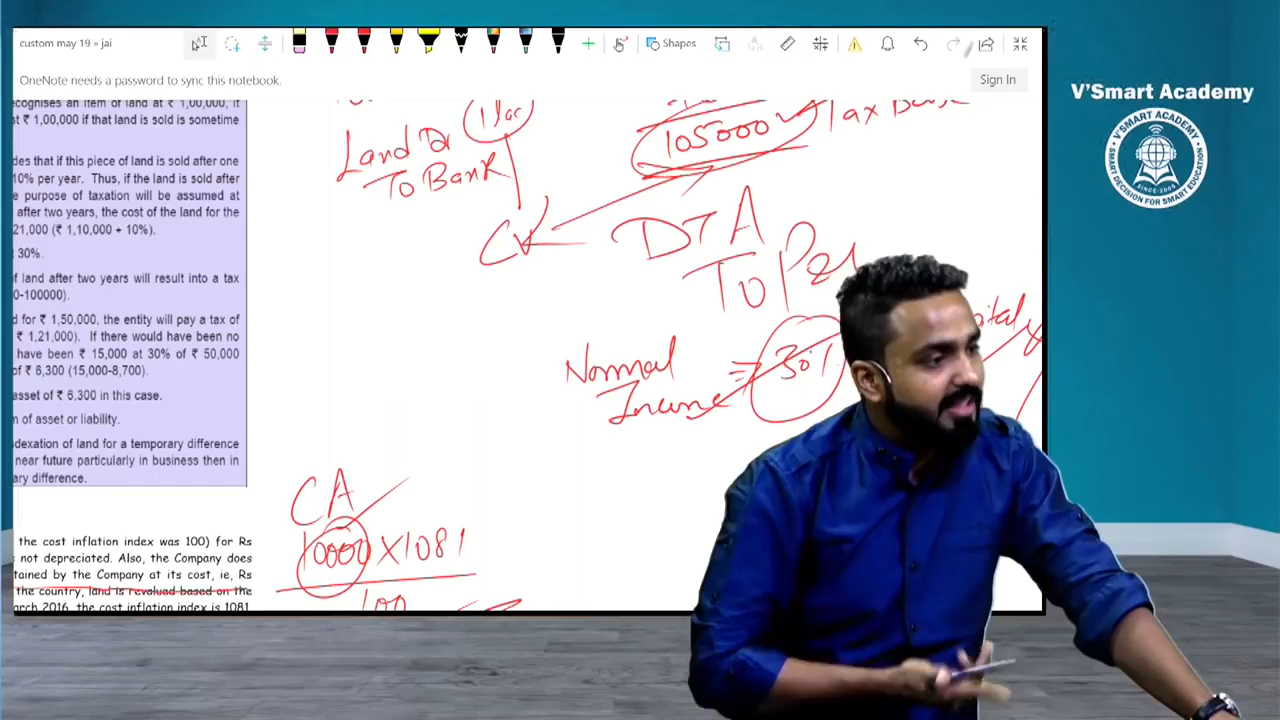 custom may 19 » jai
Shapes
OneNote needs a password to sync this notebook.
Sign In
V'Smart Academy
V'SMART ACADEMY
SINCE-2005
SMART DECISION FOR SMART EDUCATION
ecognises an item of land at ₹ 1,00,000, if
t ₹ 1,00,000 if that land is sold is sometime
des that if this piece of land is sold after one
10% per year. Thus, if the land is sold after
e purpose of taxation will be assumed at
after two years, the cost of the land for the
21,000 (₹ 1,10,000 + 10%).
30%.
f land after two years will result into a tax
0-100000).
d for ₹ 1,50,000, the entity will pay a tax of
₹ 1,21,000). If there would have been no
have been ₹ 15,000 at 30% of ₹ 50,000
of ₹ 6,300 (15,000-8,700).
asset of ₹ 6,300 in this case.
n of asset or liability.
dexation of land for a temporary difference
near future particularly in business then in
ary difference.
the cost inflation index was 100) for Rs
not depreciated. Also, the Company does
tained by the Company at its cost, ie, Rs
the country, land is revalued based on the
arch 2016, the cost inflation index is 1081
Land Dr
To Bank
105000
Tax Base
CV
DTA
To P&L
Normal Income
30%
CA
10000 X 1081
100